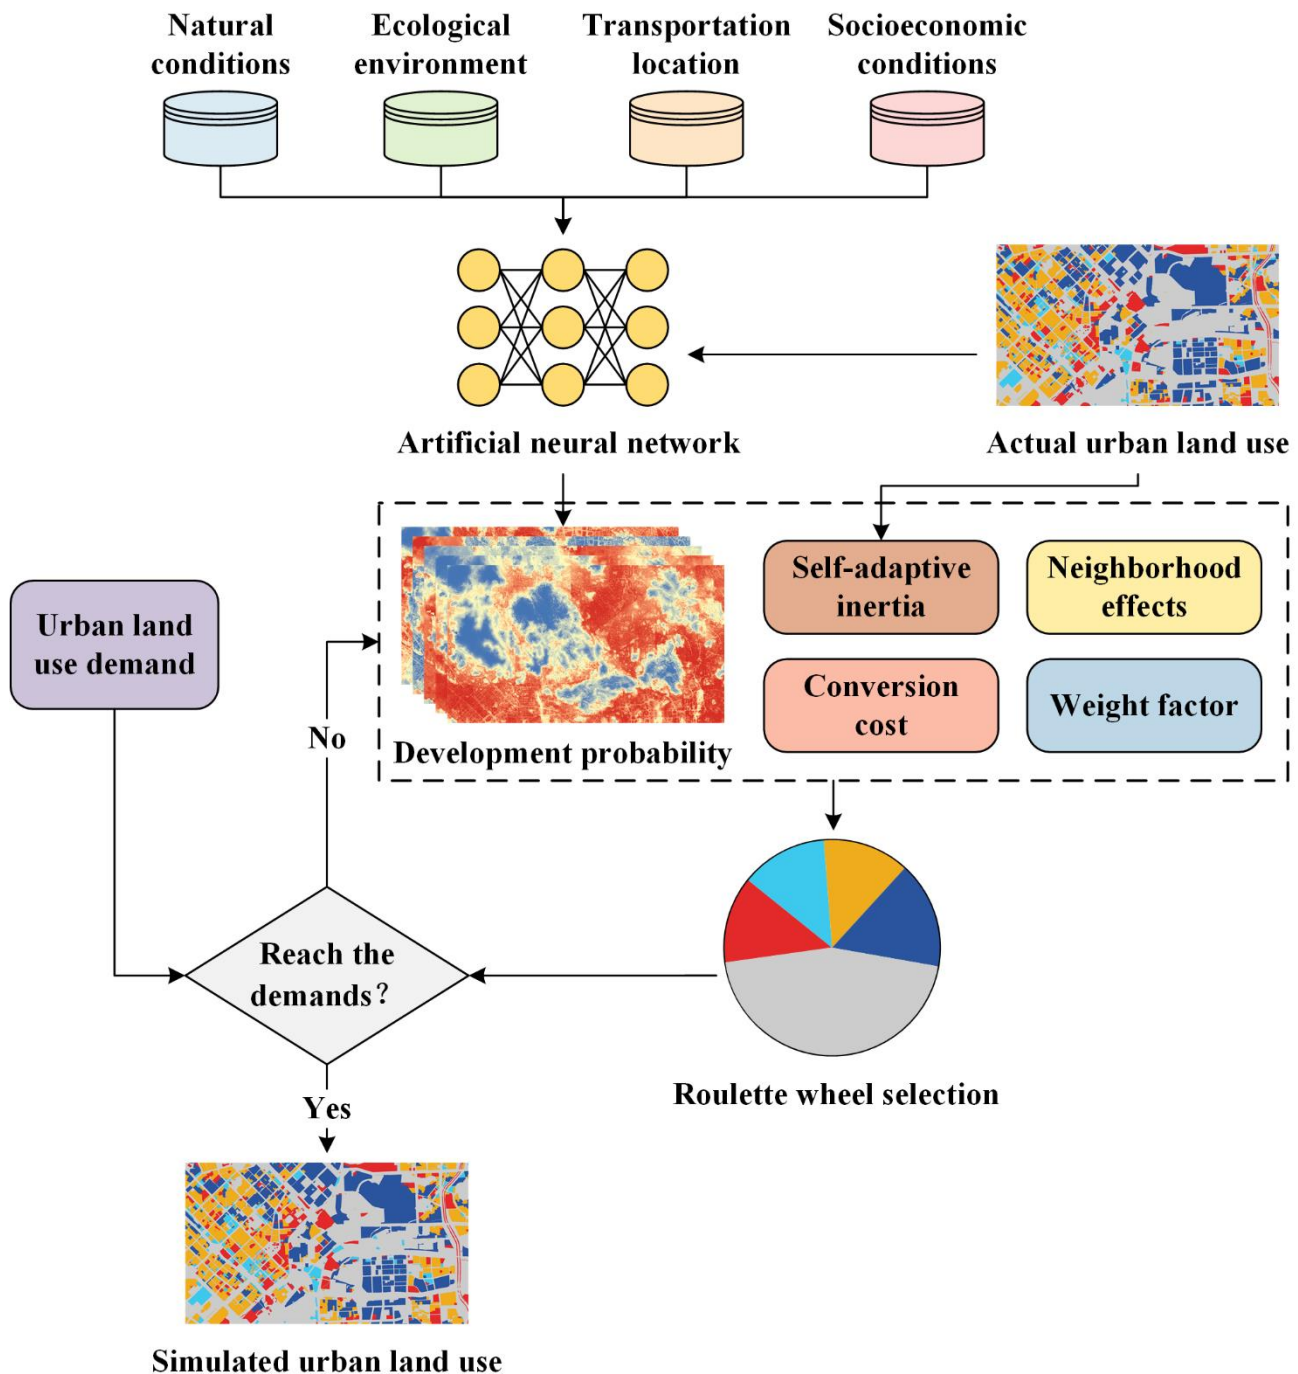 Natural
conditions
Ecological
environment
Transportation
location
Socioeconomic
conditions
Artificial neural network
Actual urban land use
Self-adaptive
inertia
Neighborhood
effects
Urban land
use demand
Conversion
cost
Weight factor
No
Development probability
Reach the
demands?
Roulette wheel selection
Yes
Simulated urban land use